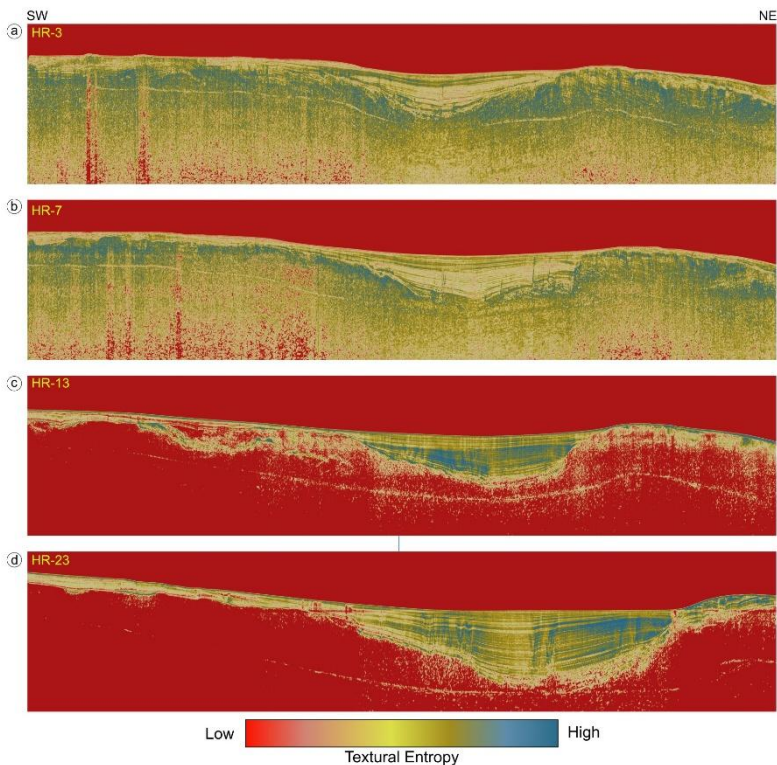 SW NE
a HR-3
b HR-7
c HR-13
d HR-23
Low High
Textural Entropy